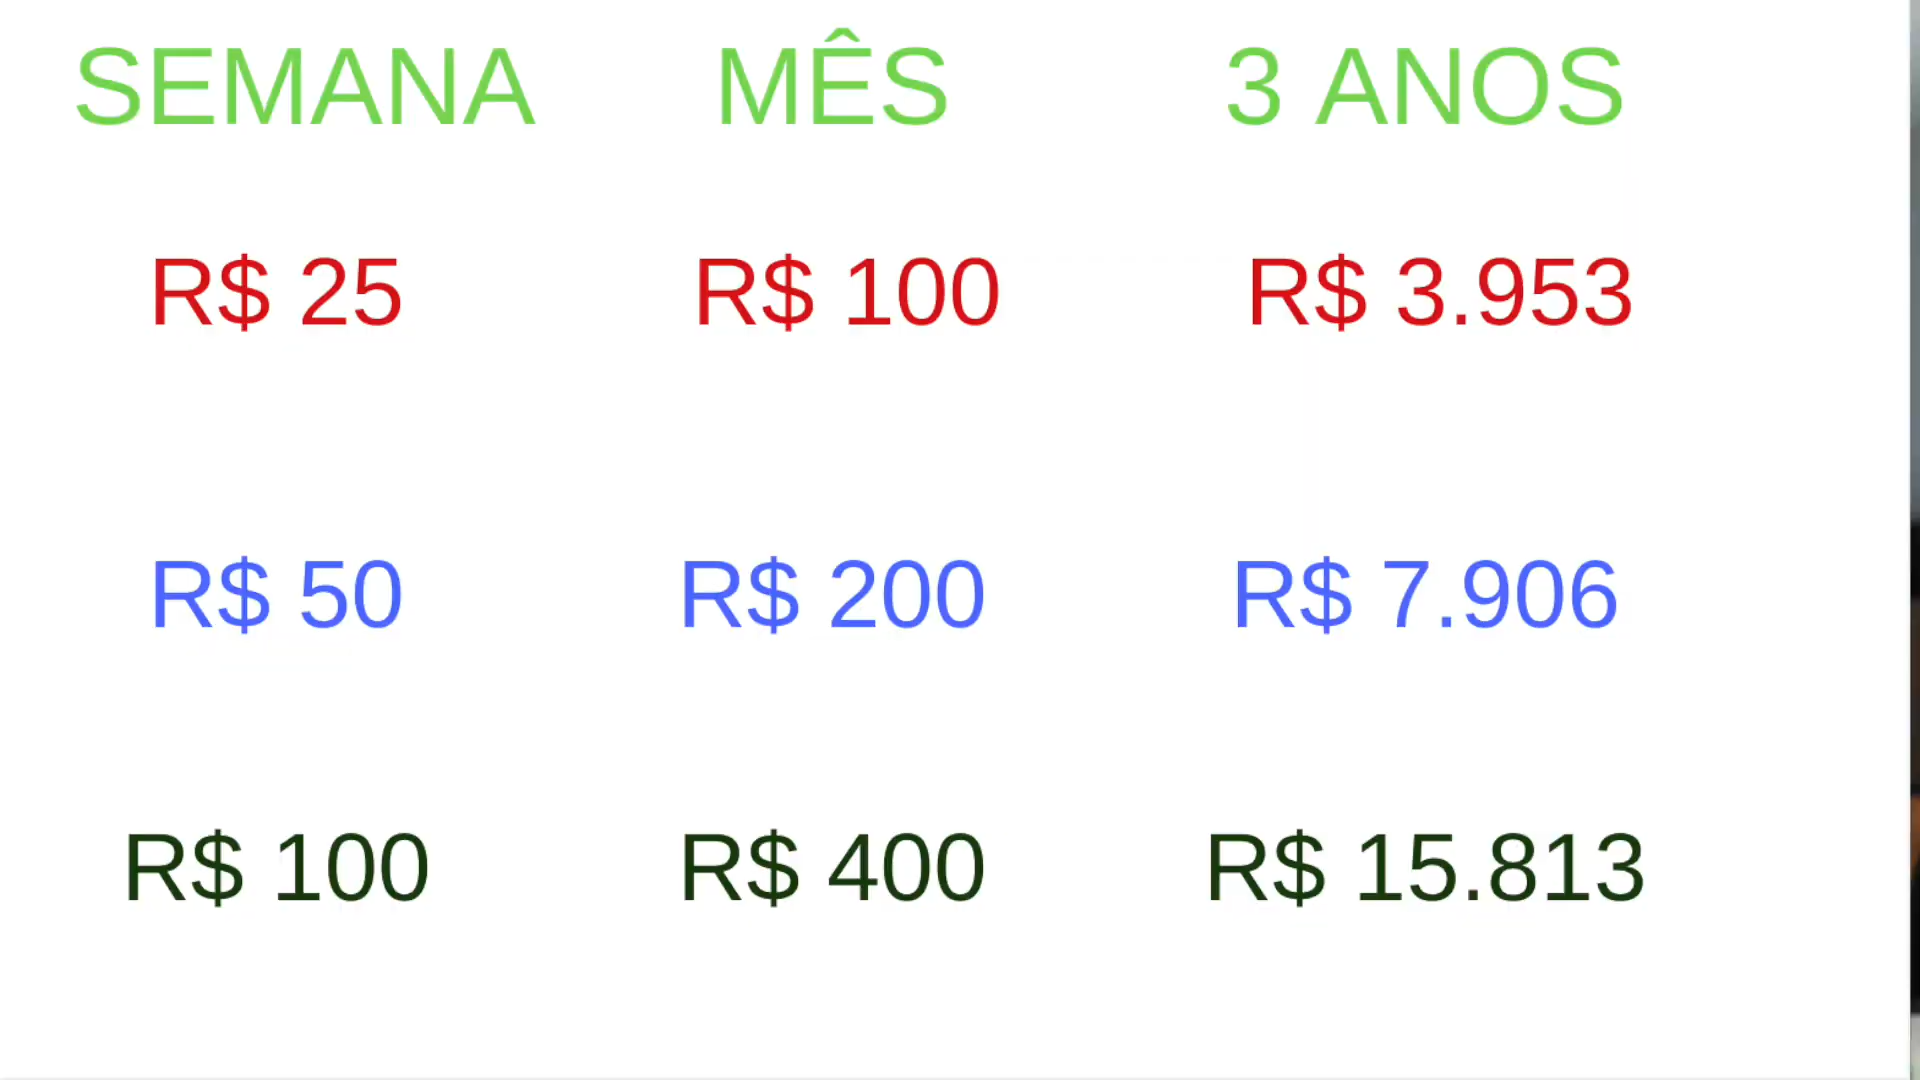 SEMANA MÊS 3 ANOS
R$ 25 R$ 100 R$ 3.953
R$ 50 R$ 200 R$ 7.906
R$ 100 R$ 400 R$ 15.813